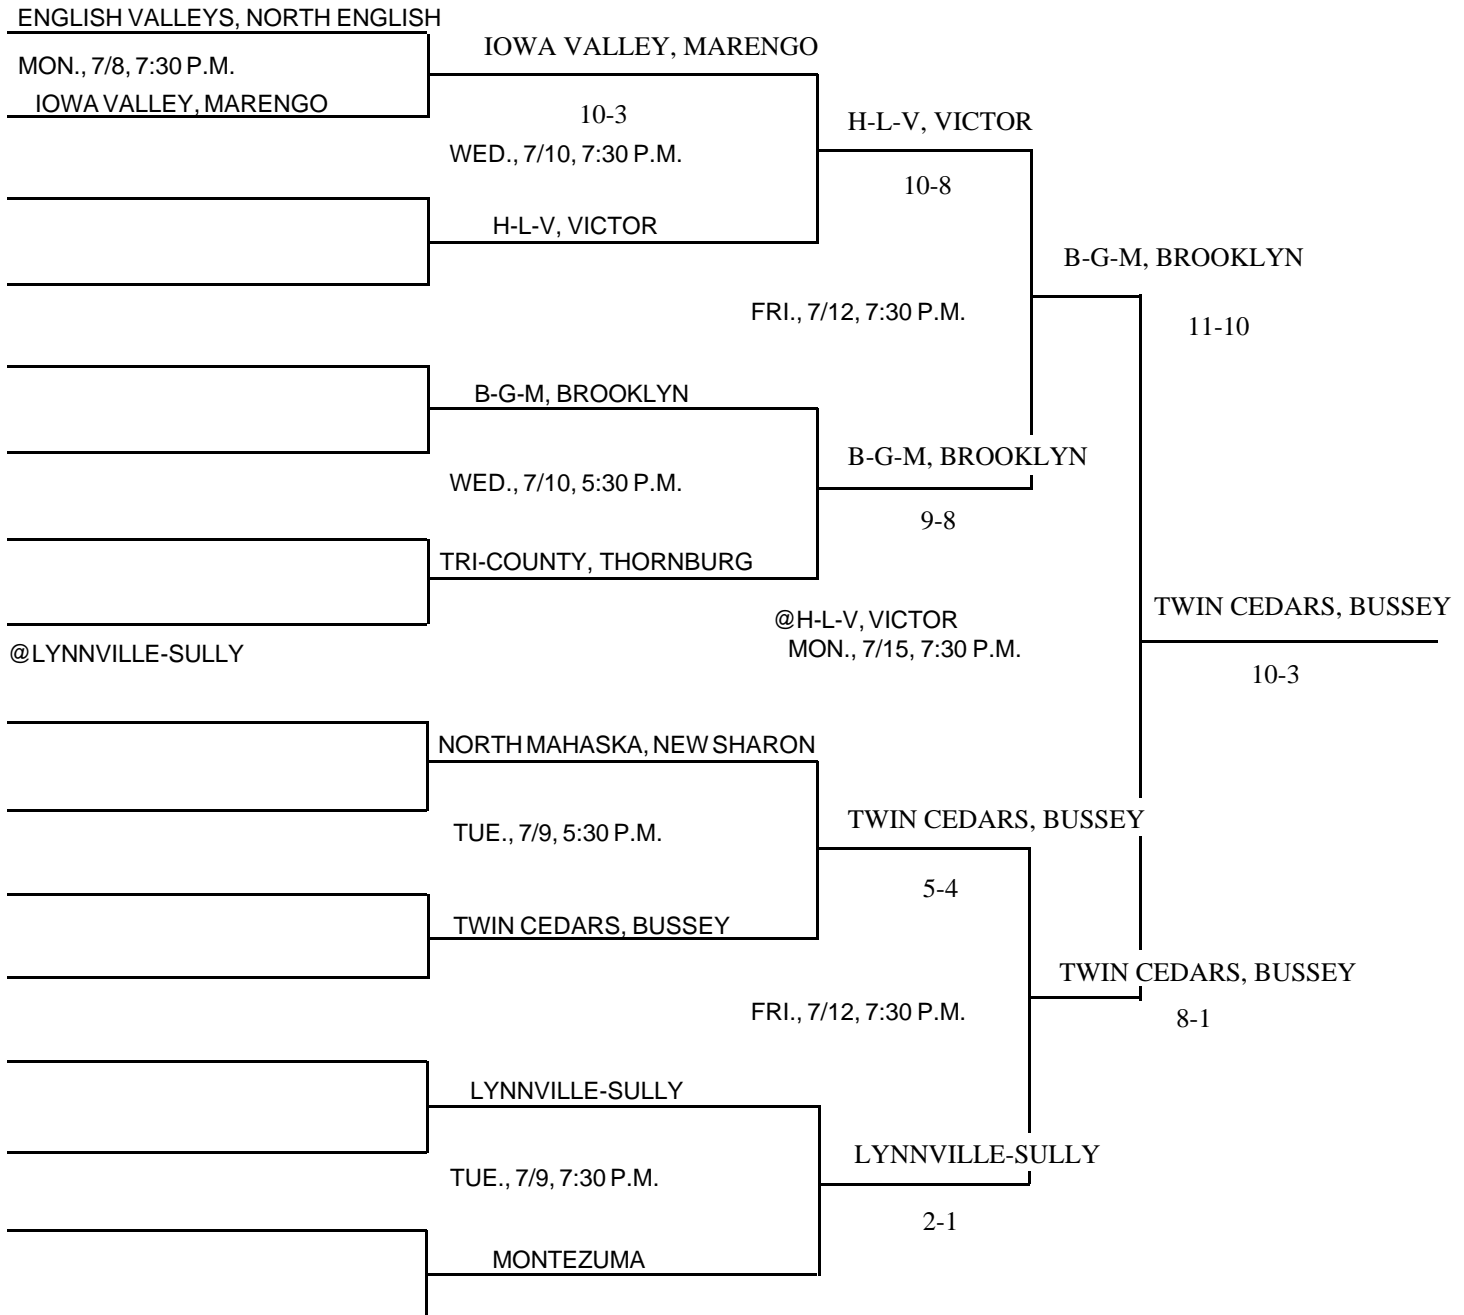 ENGLISH VALLEYS, NORTH ENGLISH
MON., 7/8, 7:30 P.M.
IOWA VALLEY, MARENGO
IOWA VALLEY, MARENGO
10-3
WED., 7/10, 7:30 P.M.
H-L-V, VICTOR
H-L-V, VICTOR
10-8
B-G-M, BROOKLYN
11-10
FRI., 7/12, 7:30 P.M.
B-G-M, BROOKLYN
WED., 7/10, 5:30 P.M.
B-G-M, BROOKLYN
9-8
TRI-COUNTY, THORNBURG
@H-L-V, VICTOR
MON., 7/15, 7:30 P.M.
TWIN CEDARS, BUSSEY
10-3
@LYNNVILLE-SULLY
NORTH MAHASKA, NEW SHARON
TUE., 7/9, 5:30 P.M.
TWIN CEDARS, BUSSEY
5-4
TWIN CEDARS, BUSSEY
TWIN CEDARS, BUSSEY
8-1
FRI., 7/12, 7:30 P.M.
LYNNVILLE-SULLY
TUE., 7/9, 7:30 P.M.
LYNNVILLE-SULLY
2-1
MONTEZUMA